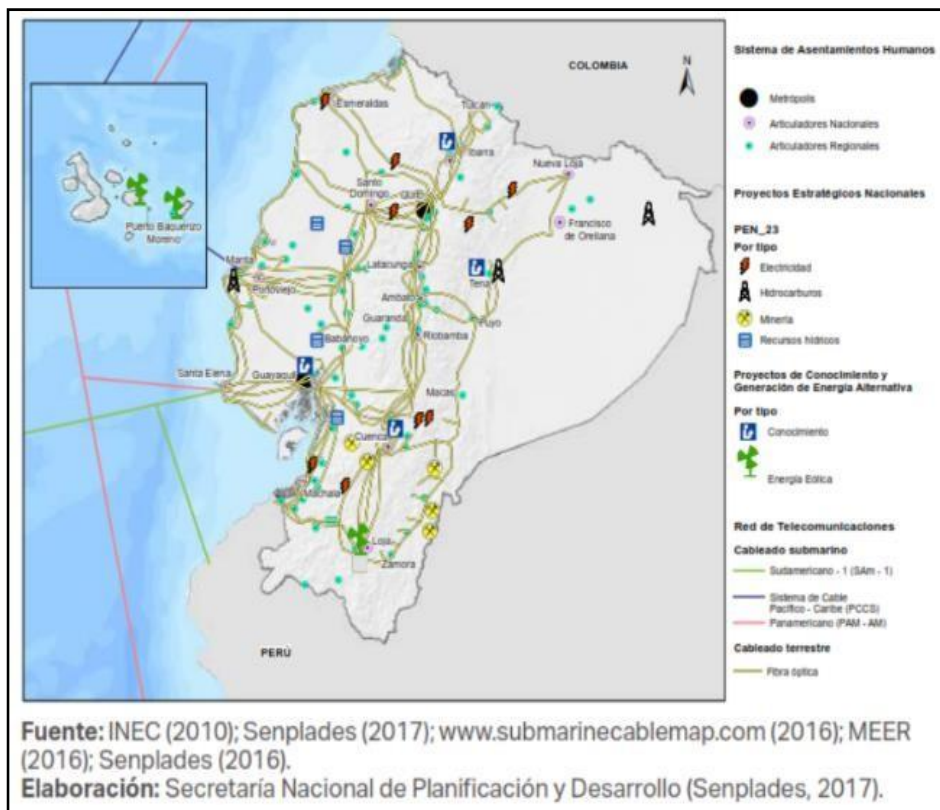 COLOMBIA
N
Esmeraldas
Tulcan
Ibarra
Nueva Loja
Santo
Domingo
Quito
Francisco
de Orellana
Puerto Baquerizo
Moreno
Manta
Portoviejo
Latacunga
Tena
Ambato
Guaranda
Puyo
Riobamba
Babahoyo
Santa Elena
Guayaquil
Macas
Cuenca
Machala
Loja
Zamora
PERÚ
Sistema de Asentamientos Humanos
Metrópolis
Articuladores Nacionales
Articuladores Regionales
Proyectos Estratégicos Nacionales
PEN_23
Por tipo
Electricidad
Hidrocarburos
Minería
Recursos hídricos
Proyectos de Conocimiento y
Generación de Energía Alternativa
Por tipo
Conocimiento
Energía Eólica
Red de Telecomunicaciones
Cableado submarino
Sudamericano - 1 (SAm - 1)
Sistema de Cable
Pacífico - Caribe (PCCS)
Panamericano (PAM - AM)
Cableado terrestre
Fibra óptica
Fuente: INEC (2010); Senplades (2017); www.submarinecablemap.com (2016); MEER
(2016); Senplades (2016).
Elaboración: Secretaría Nacional de Planificación y Desarrollo (Senplades, 2017).